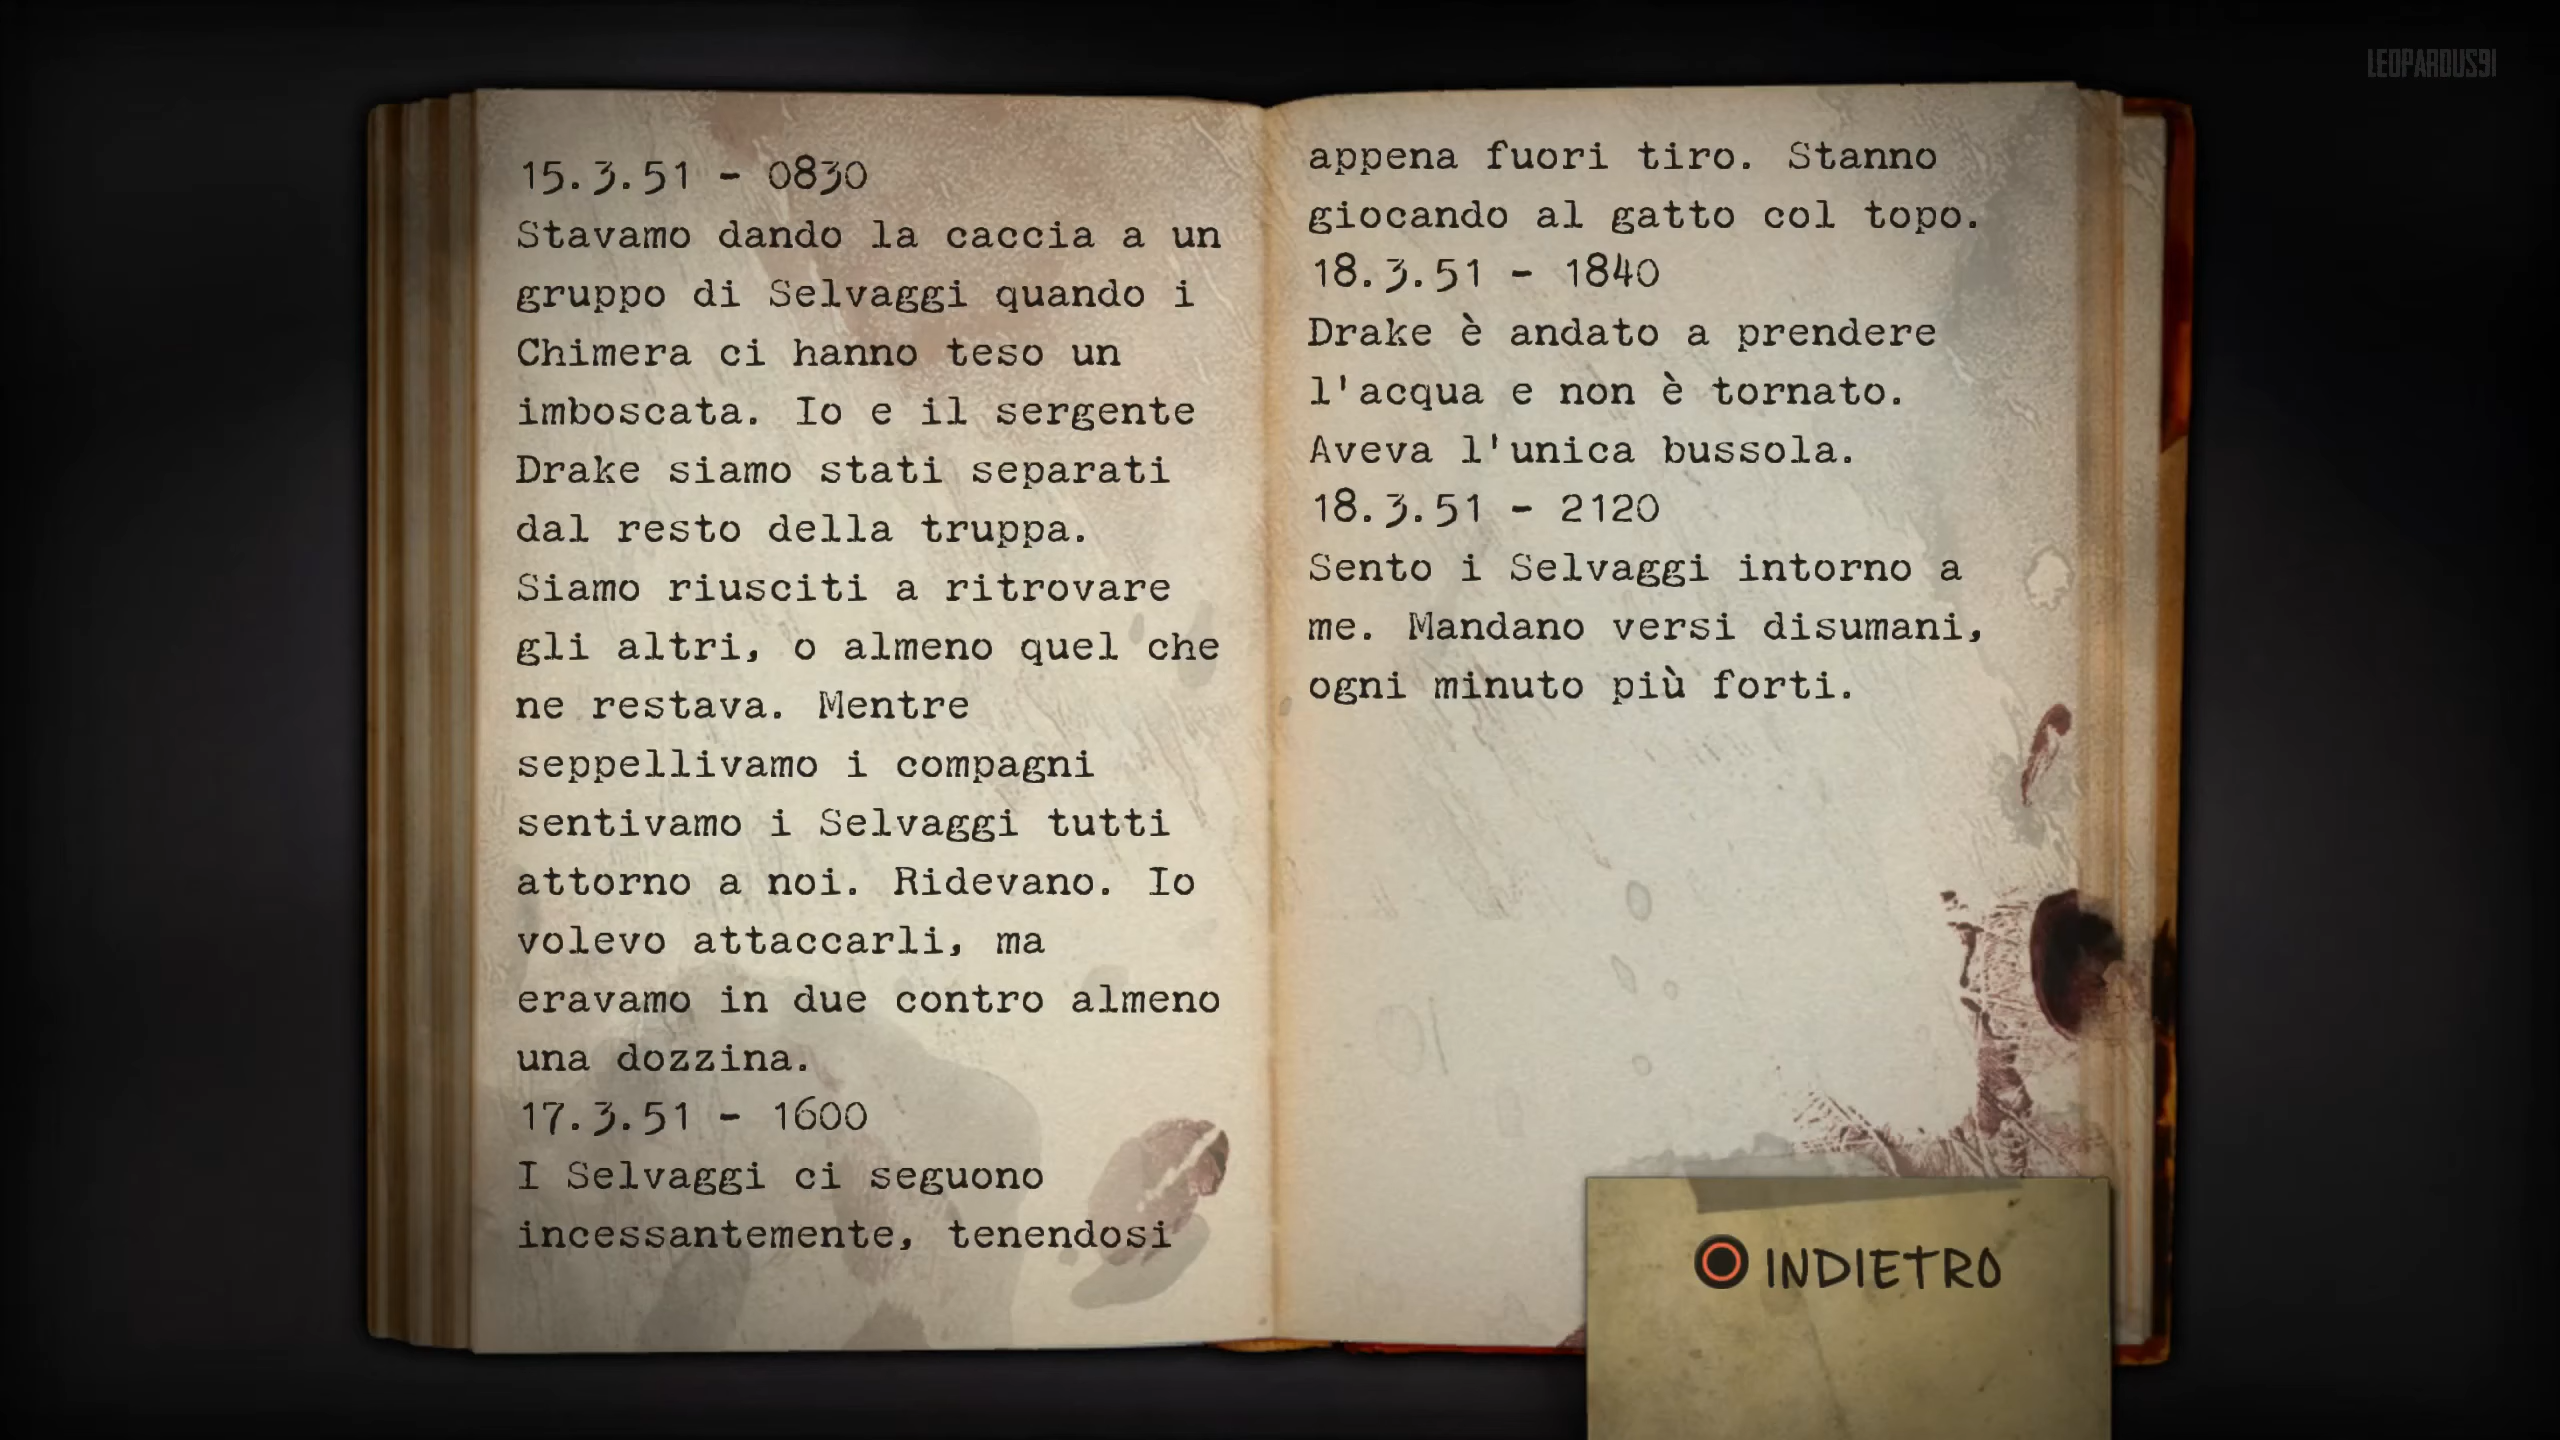 LEOPARDUS91
15.3.51 - 0830
Stavamo dando la caccia a un
gruppo di Selvaggi quando i
Chimera ci hanno teso un
imboscata. Io e il sergente
Drake siamo stati separati
dal resto della truppa.
Siamo riusciti a ritrovare
gli altri, o almeno quel che
ne restava. Mentre
seppellivamo i compagni
sentivamo i Selvaggi tutti
attorno a noi. Ridevano. Io
volevo attaccarli, ma
eravamo in due contro almeno
una dozzina.
17.3.51 - 1600
I Selvaggi ci seguono
incessantemente, tenendosi
appena fuori tiro. Stanno
giocando al gatto col topo.
18.3.51 - 1840
Drake è andato a prendere
l'acqua e non è tornato.
Aveva l'unica bussola.
18.3.51 - 2120
Sento i Selvaggi intorno a
me. Mandano versi disumani,
ogni minuto più forti.
INDIETRO